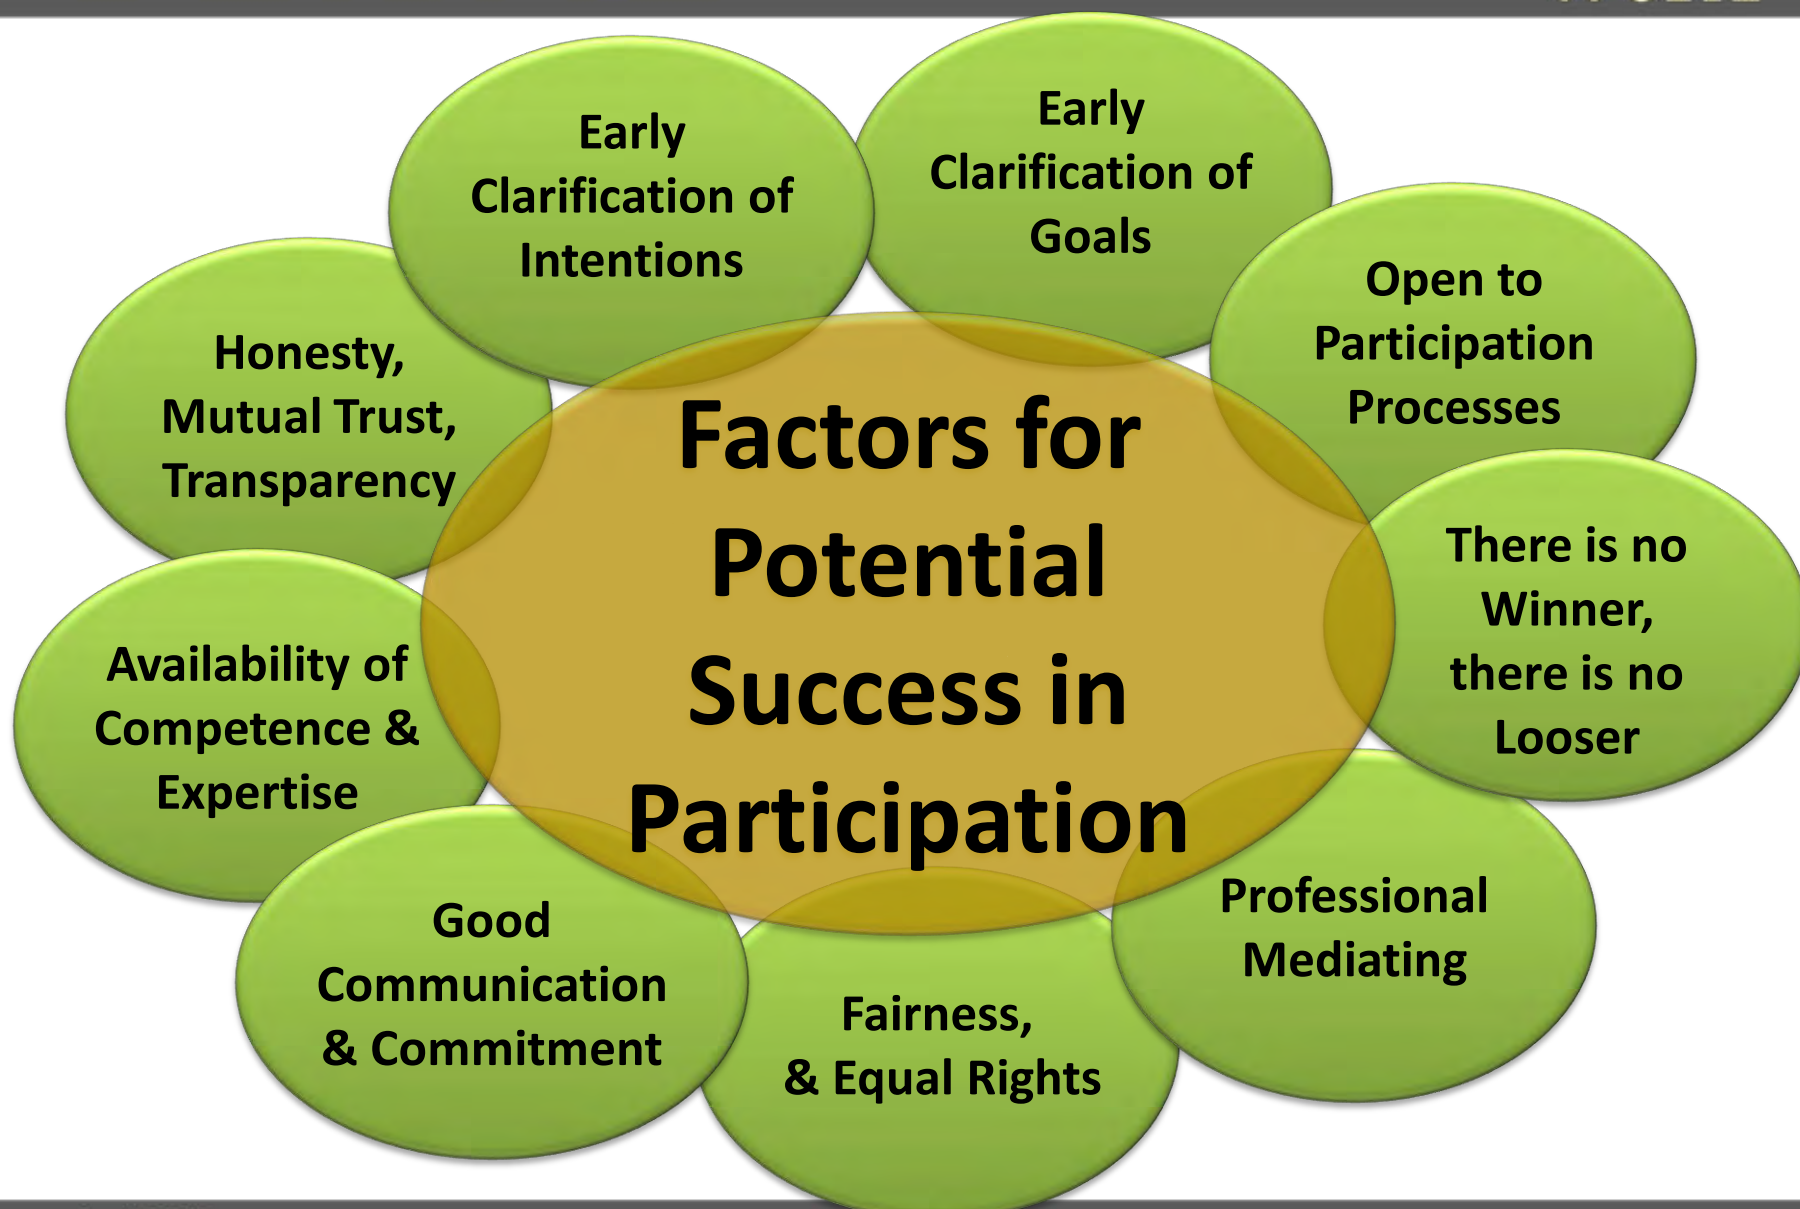 Early
Clarification of
Intentions
Early
Clarification of
Goals
Open to
Participation
Processes
There is no
Winner,
there is no
Looser
Professional
Mediating
Fairness,
& Equal Rights
Good
Communication
& Commitment
Availability of
Competence &
Expertise
Honesty,
Mutual Trust,
Transparency
Factors for
Potential
Success in
Participation